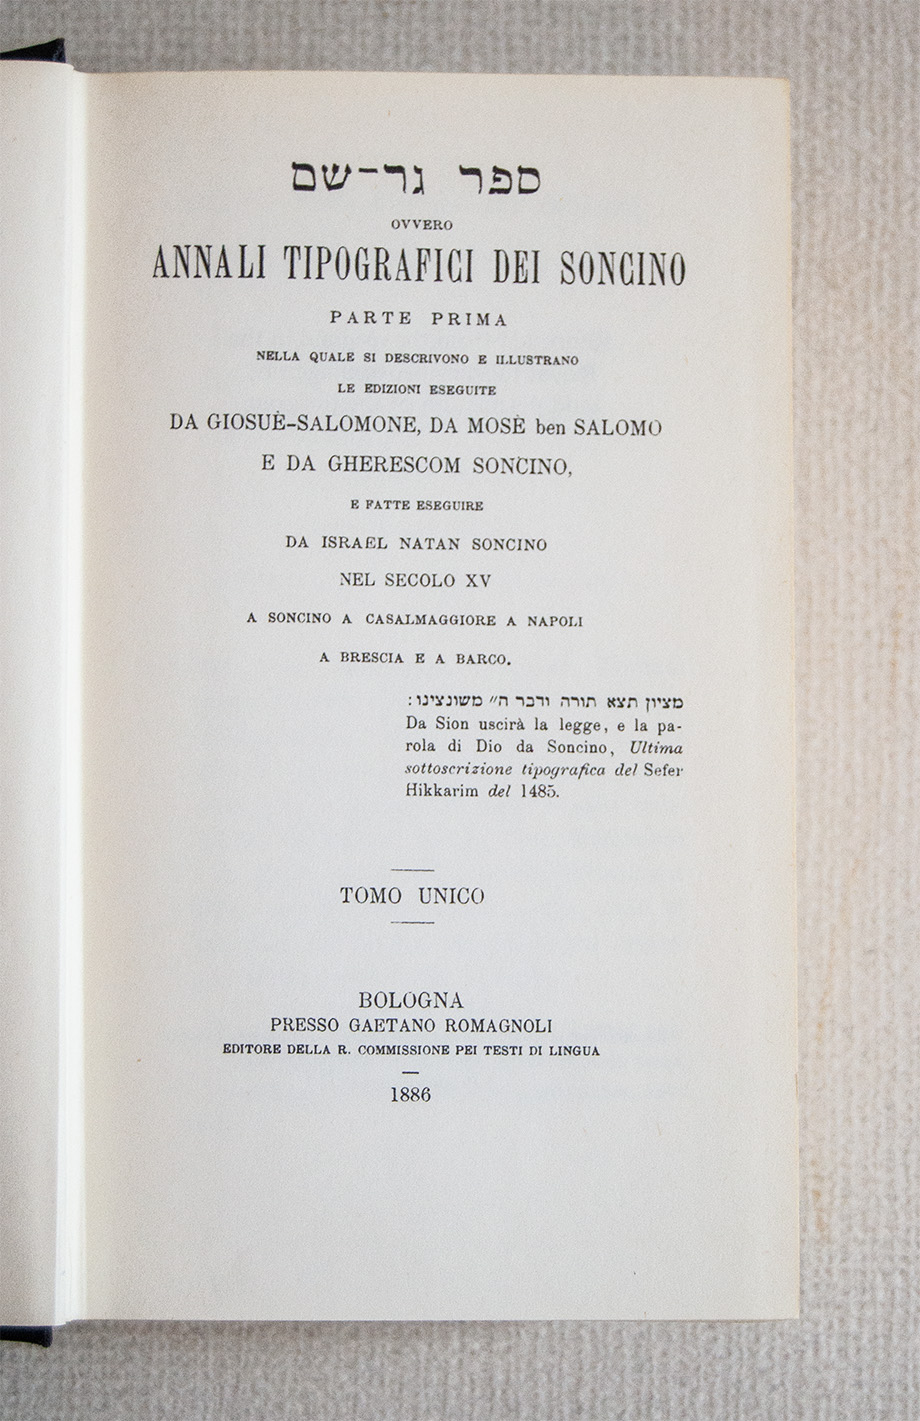 ספר גר־שם
OVVERO
ANNALI TIPOGRAFICI DEI SONCINO
PARTE PRIMA
NELLA QUALE SI DESCRIVONO E ILLUSTRANO
LE EDIZIONI ESEGUITE
DA GIOSUÈ-SALOMONE, DA MOSÈ ben SALOMO
E DA GHERESCOM SONCINO,
E FATTE ESEGUIRE
DA ISRAEL NATAN SONCINO
NEL SECOLO XV
A SONCINO A CASALMAGGIORE A NAPOLI
A BRESCIA E A BARCO.
מציון תצא תורה ודבר ה״ משונצינו:
Da Sion uscirà la legge, e la pa-
rola di Dio da Soncino, Ultima
sottoscrizione tipografica del Sefer
Hikkarim del 1485.
TOMO UNICO
BOLOGNA
PRESSO GAETANO ROMAGNOLI
EDITORE DELLA R. COMMISSIONE PEI TESTI DI LINGUA
1886